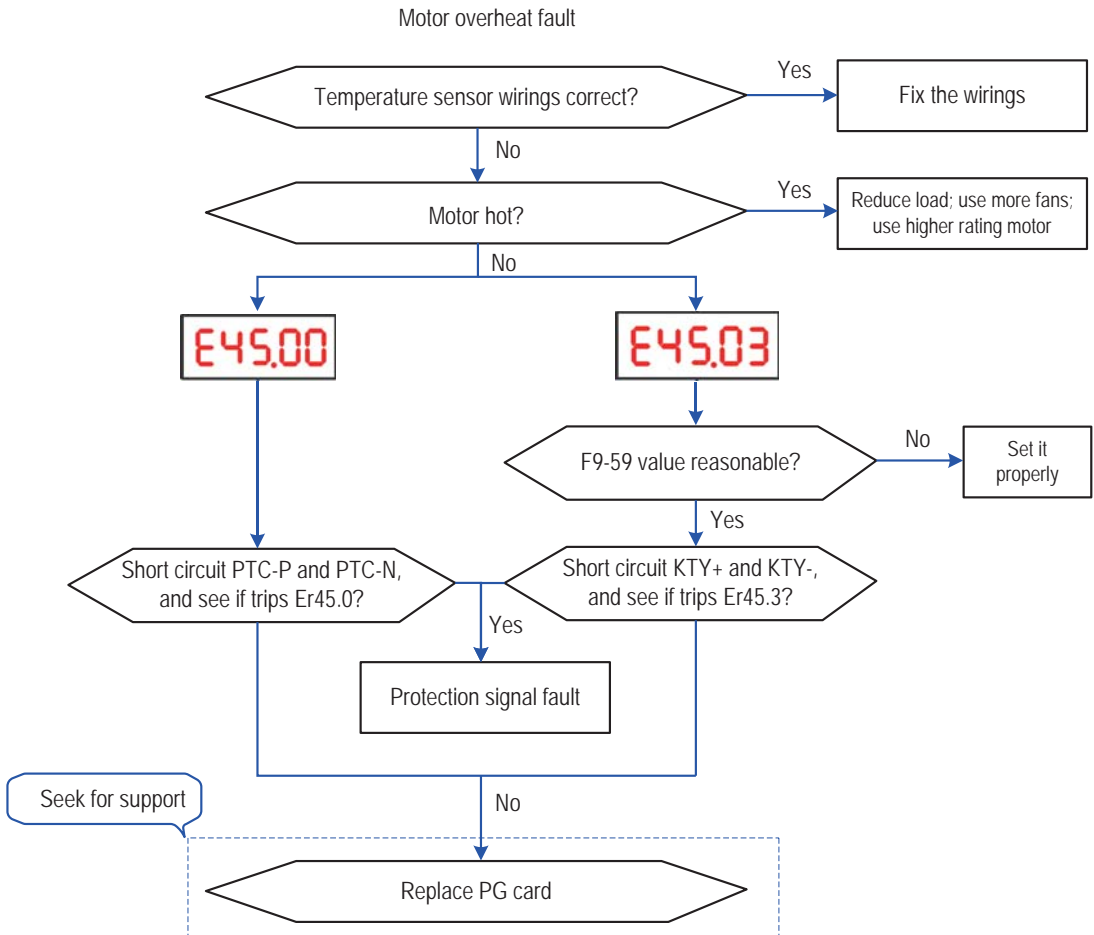 Motor overheat fault
Temperature sensor wirings correct?
Yes
Fix the wirings
No
Motor hot?
Yes
Reduce load; use more fans;
use higher rating motor
No
E45.00
E45.03
F9-59 value reasonable?
No
Set it
properly
Yes
Short circuit PTC-P and PTC-N,
and see if trips Er45.0?
Short circuit KTY+ and KTY-,
and see if trips Er45.3?
Yes
Protection signal fault
Seek for support
No
Replace PG card